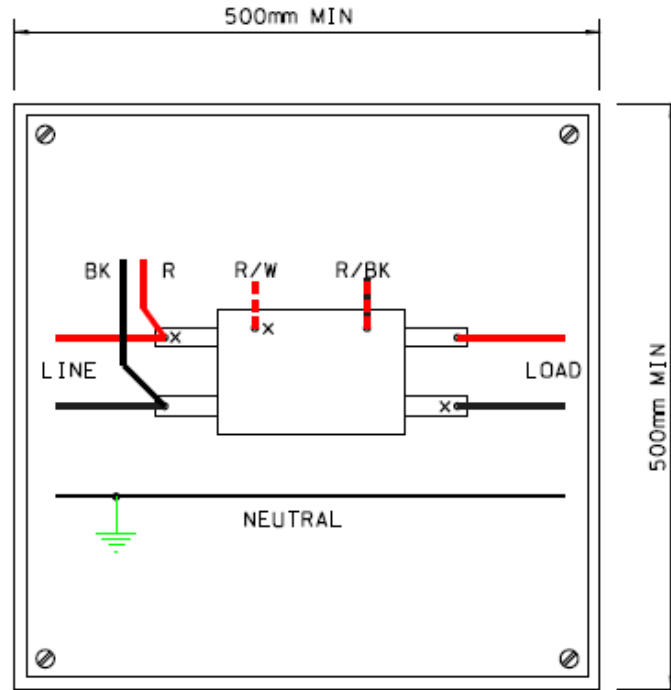 500mm MIN
BK R R/W R/BK
x x
LINE LOAD
x
NEUTRAL
500mm MIN